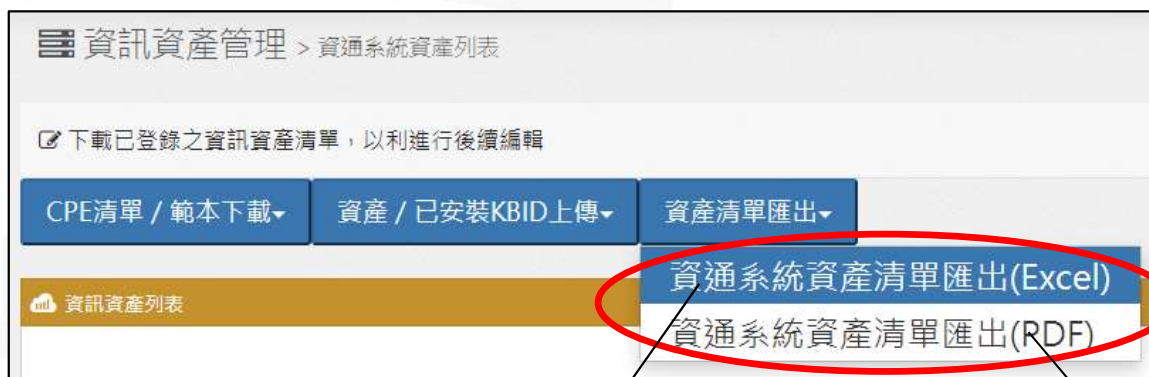 資訊資產管理 > 資通系統資產列表
下載已登錄之資訊資產清單，以利進行後續編輯
CPE清單 / 範本下載 資產 / 已安裝KBID上傳 資產清單匯出
資通系統資產清單匯出(Excel)
資訊資產列表
資通系統資產清單匯出(RDF)